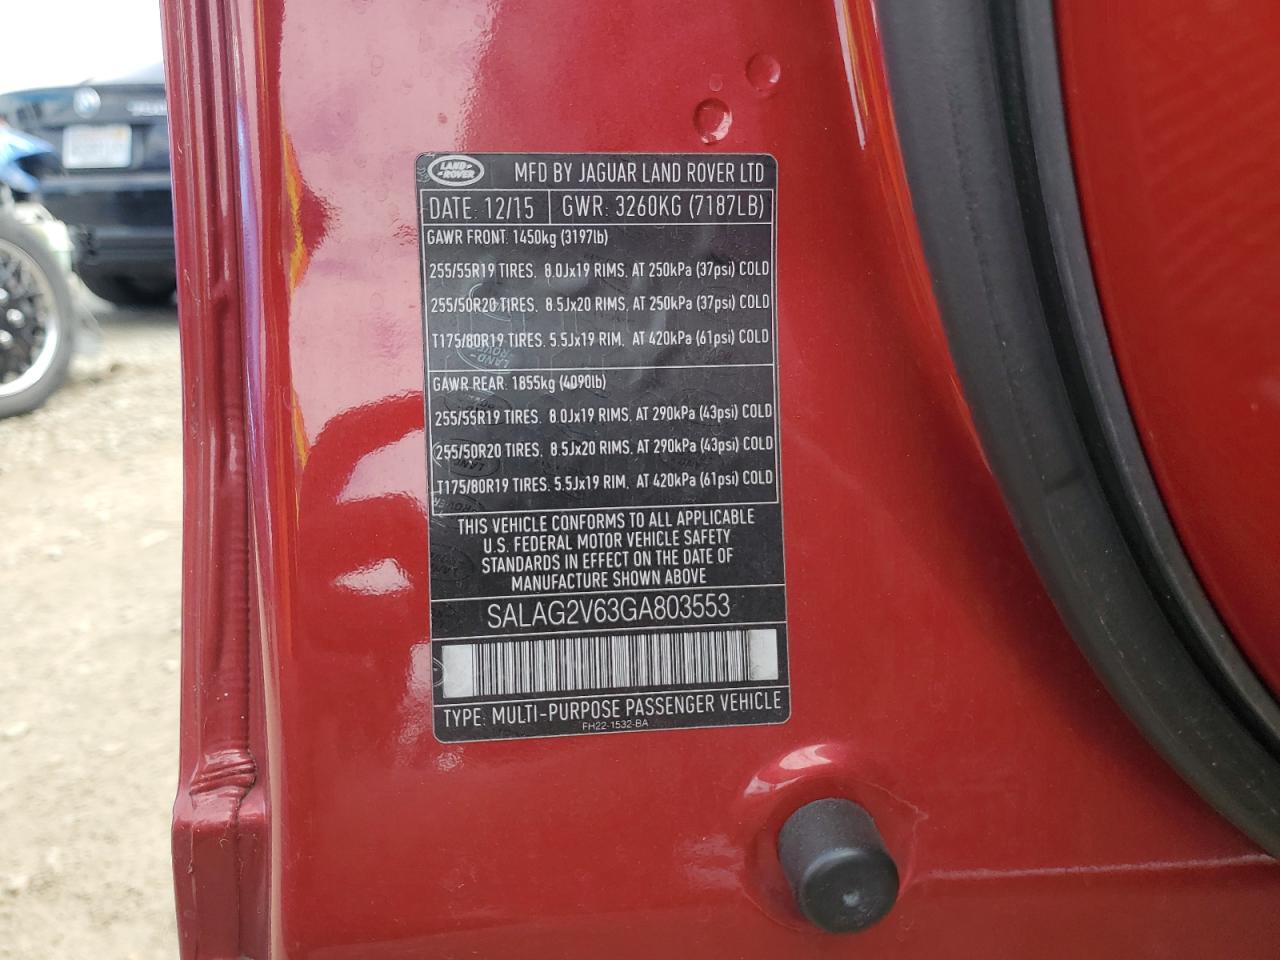 LAND ROVER MFD BY JAGUAR LAND ROVER LTD
DATE: 12/15 GWR: 3260KG (7187LB)
GAWR FRONT: 1450kg (3197lb)
255/55R19 TIRES. 8.0Jx19 RIMS. AT 250kPa (37psi) COLD
255/50R20 TIRES. 8.5Jx20 RIMS. AT 250kPa (37psi) COLD
T175/80R19 TIRES. 5.5Jx19 RIM. AT 420kPa (61psi) COLD
GAWR REAR: 1855kg (4090lb)
255/55R19 TIRES. 8.0Jx19 RIMS. AT 290kPa (43psi) COLD
255/50R20 TIRES. 8.5Jx20 RIMS. AT 290kPa (43psi) COLD
T175/80R19 TIRES. 5.5Jx19 RIM. AT 420kPa (61psi) COLD
THIS VEHICLE CONFORMS TO ALL APPLICABLE
U.S. FEDERAL MOTOR VEHICLE SAFETY
STANDARDS IN EFFECT ON THE DATE OF
MANUFACTURE SHOWN ABOVE
SALAG2V63GA803553
TYPE: MULTI-PURPOSE PASSENGER VEHICLE
FH22-1532-BA